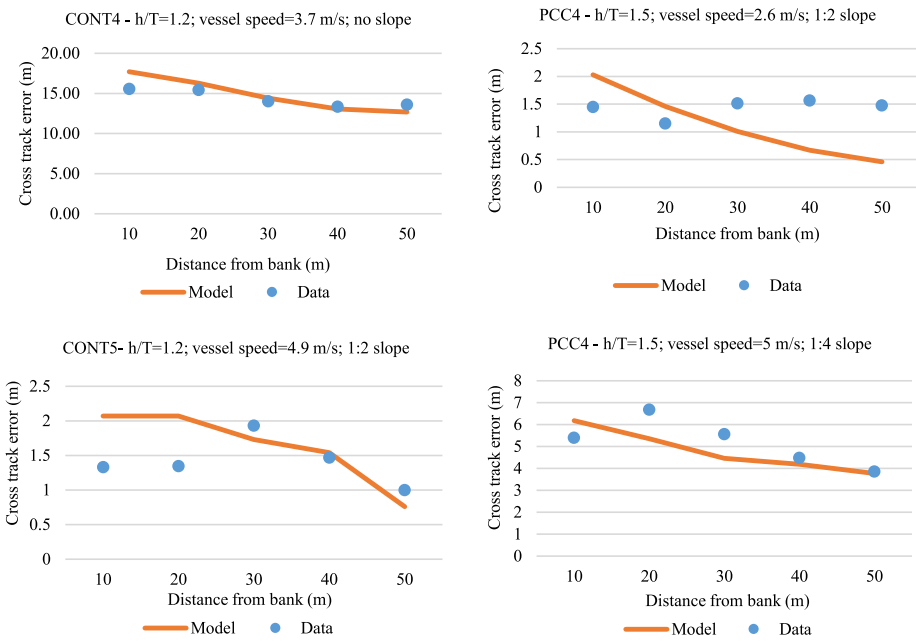 CONT4 - h/T=1.2; vessel speed=3.7 m/s; no slope
Cross track error (m)
20.00
15.00
10.00
5.00
0.00
10 20 30 40 50
Distance from bank (m)
Model Data
PCC4 - h/T=1.5; vessel speed=2.6 m/s; 1:2 slope
Cross track error (m)
2.5
2
1.5
1
0.5
0
10 20 30 40 50
Distance from bank (m)
Model Data
CONT5- h/T=1.2; vessel speed=4.9 m/s; 1:2 slope
Cross track error (m)
2.5
2
1.5
1
0.5
0
10 20 30 40 50
Distance from bank (m)
Model Data
PCC4 - h/T=1.5; vessel speed=5 m/s; 1:4 slope
Cross track error (m)
8
7
6
5
4
3
2
1
0
10 20 30 40 50
Distance from bank (m)
Model Data